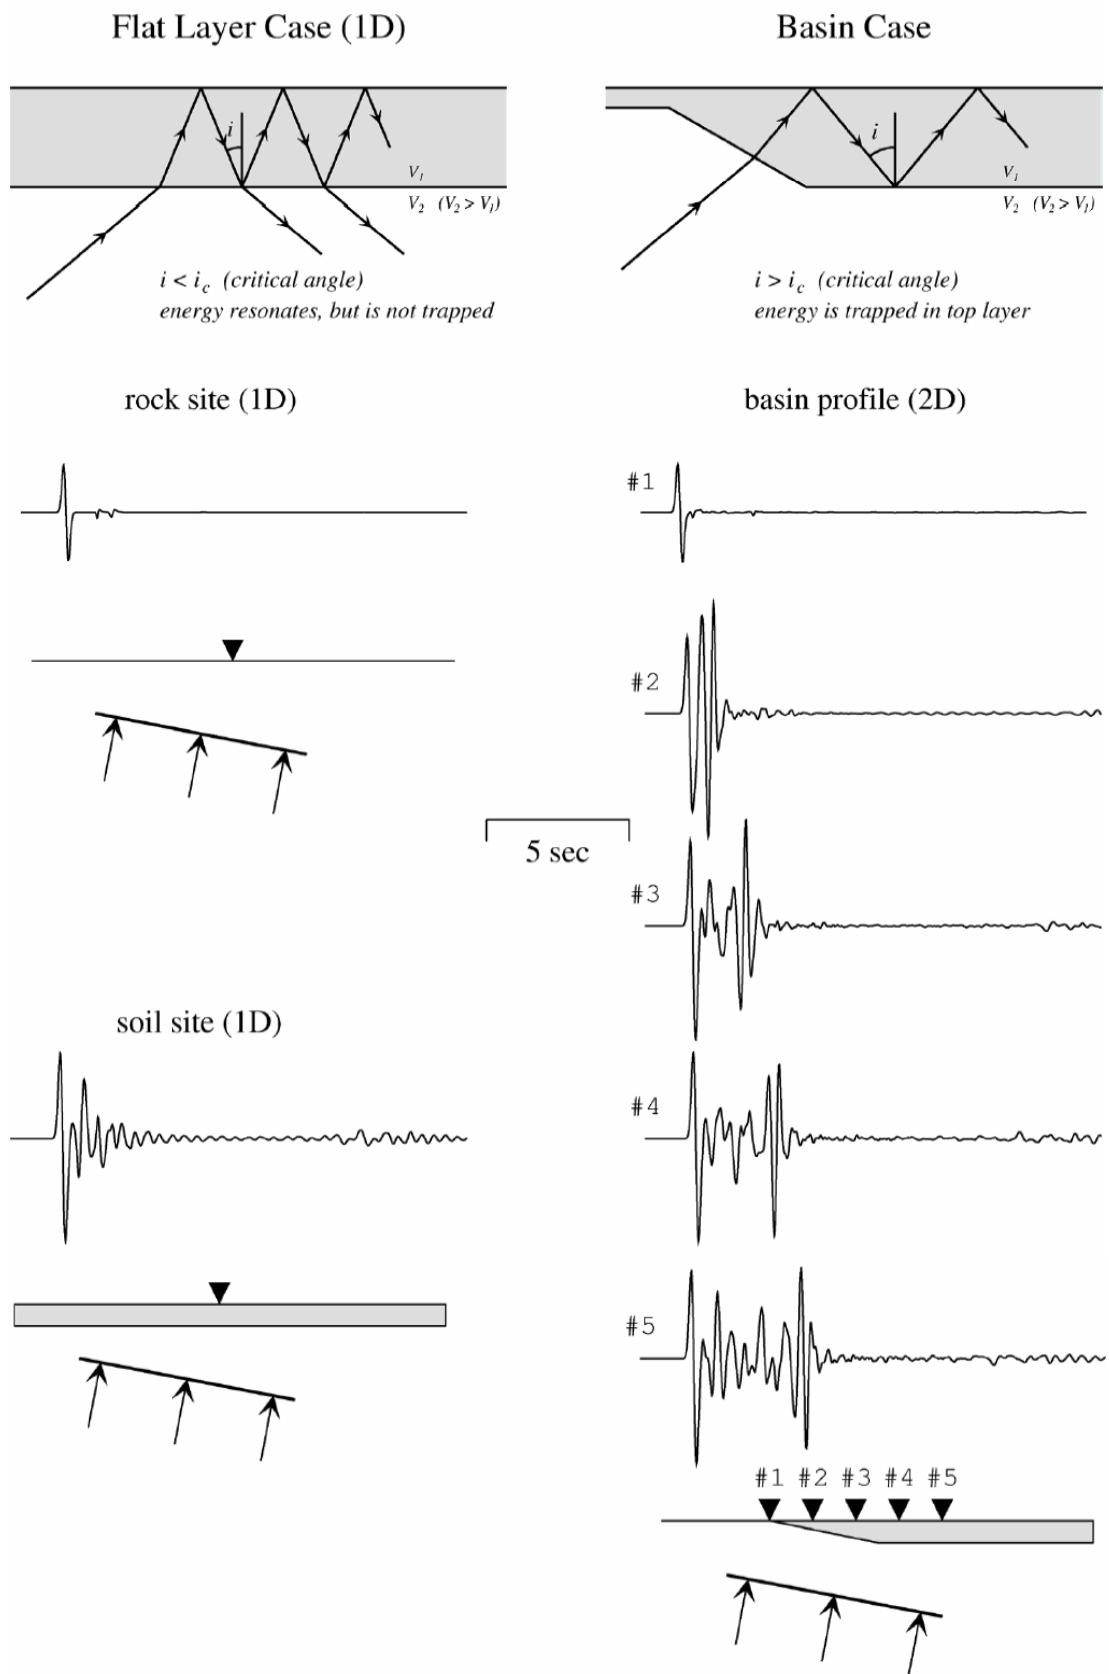 Flat Layer Case (1D)
Basin Case
i
V1
V2 (V2 > V1)
i < ic (critical angle)
energy resonates, but is not trapped
i
V1
V2 (V2 > V1)
i > ic (critical angle)
energy is trapped in top layer
rock site (1D)
basin profile (2D)
#1
#2
5 sec
#3
soil site (1D)
#4
#5
#1 #2 #3 #4 #5